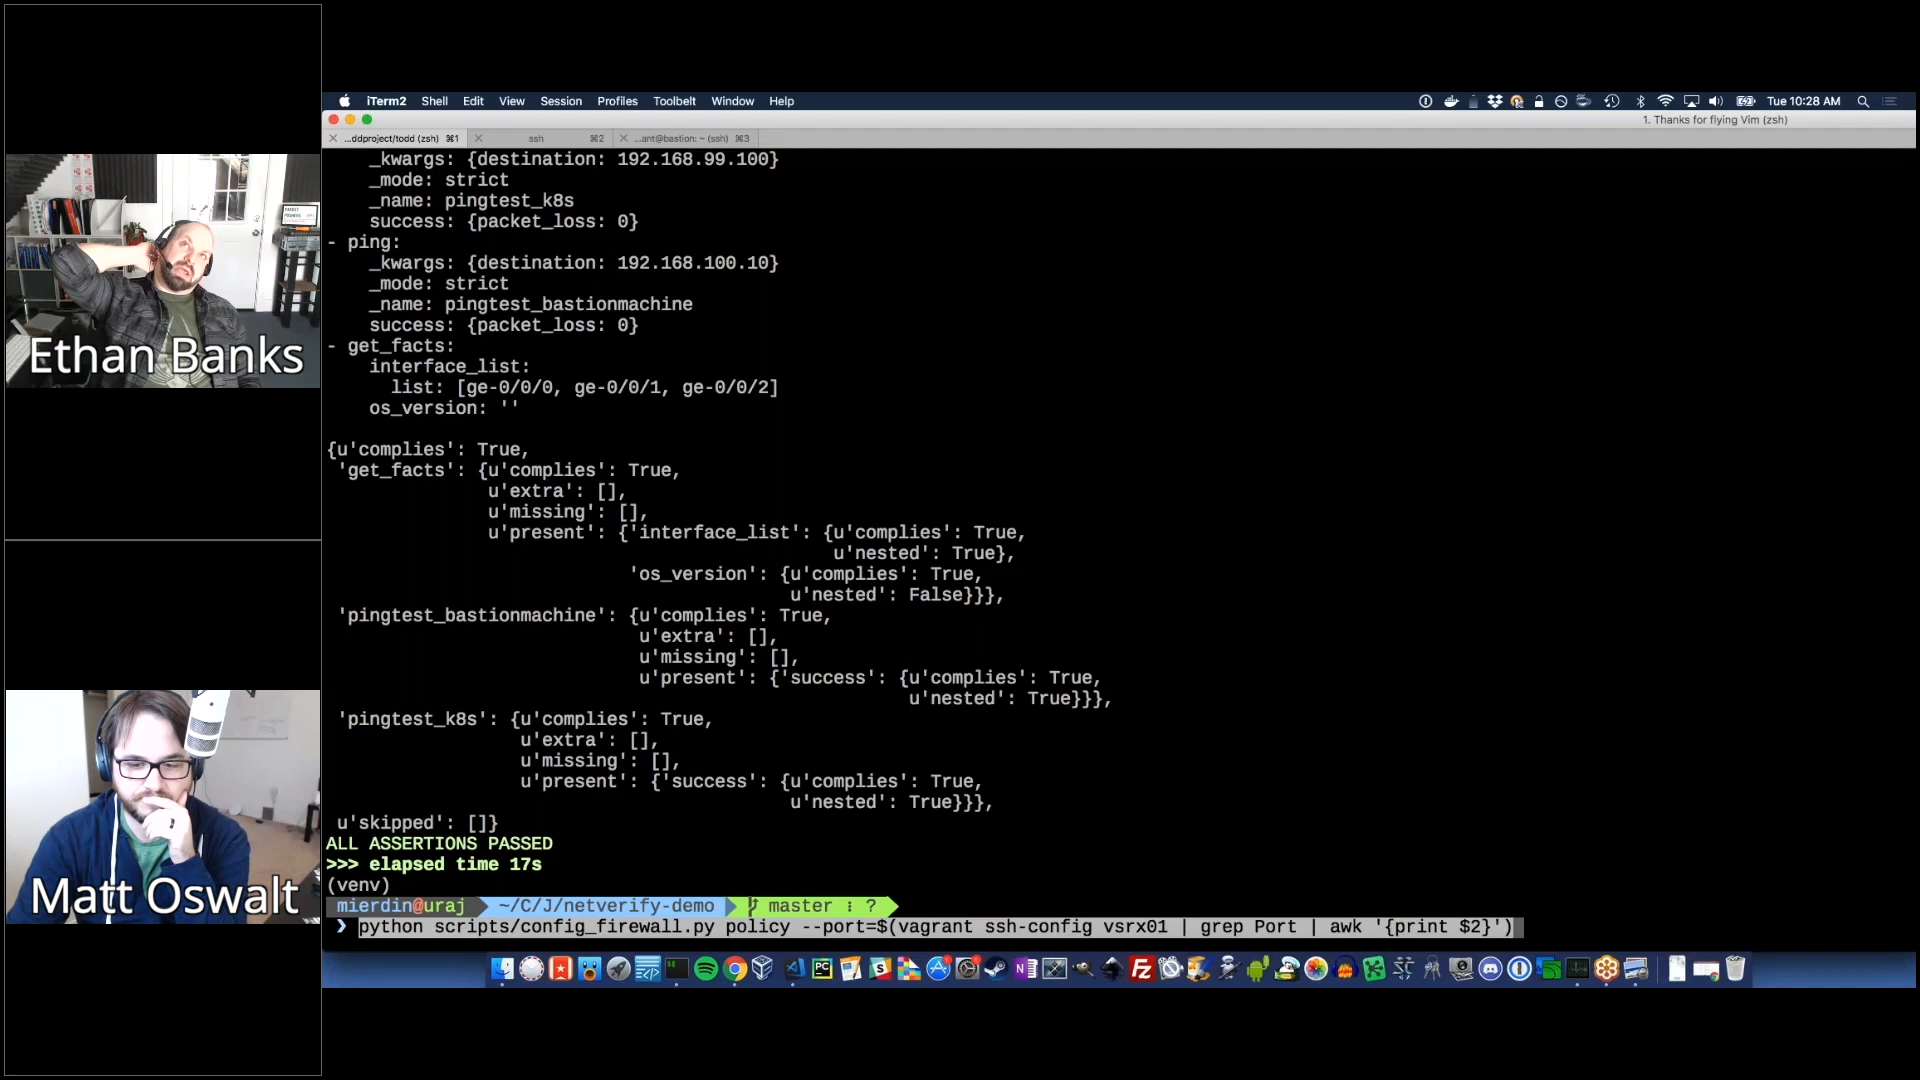 iTerm2 Shell Edit View Session Profiles Toolbelt Window Help Tue 10:28 AM
1. Thanks for flying Vim (zsh)
...ddproject/todd (zsh) ⌘1 ssh ⌘2 ...ant@bastion: ~ (ssh) ⌘3
_kwargs: {destination: 192.168.99.100}
_mode: strict
_name: pingtest_k8s
success: {packet_loss: 0}
- ping:
_kwargs: {destination: 192.168.100.10}
_mode: strict
_name: pingtest_bastionmachine
success: {packet_loss: 0}
- get_facts:
interface_list:
list: [ge-0/0/0, ge-0/0/1, ge-0/0/2]
os_version: ''
{u'complies': True,
'get_facts': {u'complies': True,
u'extra': [],
u'missing': [],
u'present': {'interface_list': {u'complies': True,
u'nested': True},
'os_version': {u'complies': True,
u'nested': False}}},
'pingtest_bastionmachine': {u'complies': True,
u'extra': [],
u'missing': [],
u'present': {'success': {u'complies': True,
u'nested': True}}},
'pingtest_k8s': {u'complies': True,
u'extra': [],
u'missing': [],
u'present': {'success': {u'complies': True,
u'nested': True}}},
u'skipped': []}
ALL ASSERTIONS PASSED
>>> elapsed time 17s
(venv)
mierdin@uraj ~/C/J/netverify-demo master : ?
❯ python scripts/config_firewall.py policy --port=$(vagrant ssh-config vsrx01 | grep Port | awk '{print $2}')
Ethan Banks
Matt Oswalt